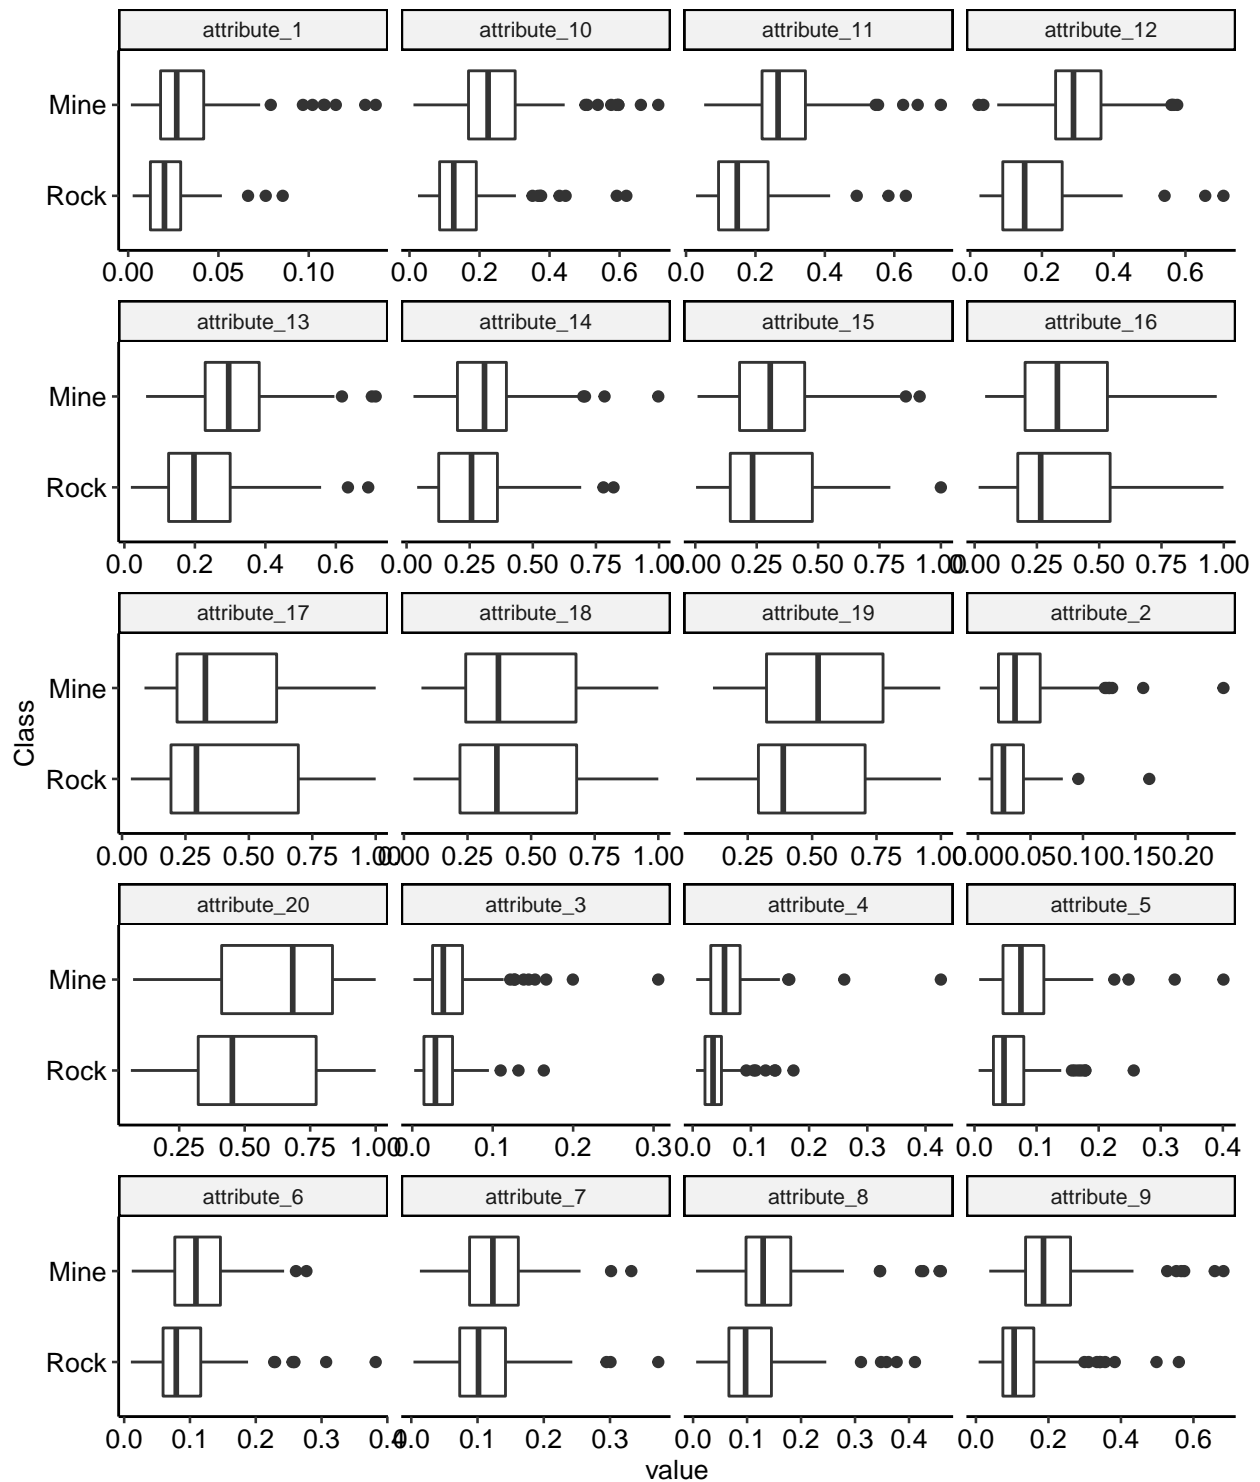 attribute_1 attribute_10 attribute_11 attribute_12
Mine
Rock
0.00 0.05 0.10 0.0 0.2 0.4 0.6 0.0 0.2 0.4 0.6 0.0 0.2 0.4 0.6
attribute_13 attribute_14 attribute_15 attribute_16
Mine
Rock
0.0 0.2 0.4 0.6 0.00 0.25 0.50 0.75 1.00 0.00 0.25 0.50 0.75 1.00 0.00 0.25 0.50 0.75 1.00
attribute_17 attribute_18 attribute_19 attribute_2
Mine
Class
Rock
0.00 0.25 0.50 0.75 1.00 0.00 0.25 0.50 0.75 1.00 0.25 0.50 0.75 1.00 0.00 0.05 0.10 0.15 0.20
attribute_20 attribute_3 attribute_4 attribute_5
Mine
Rock
0.25 0.50 0.75 1.00 0.0 0.1 0.2 0.3 0.0 0.1 0.2 0.3 0.4 0.0 0.1 0.2 0.3 0.4
attribute_6 attribute_7 attribute_8 attribute_9
Mine
Rock
0.0 0.1 0.2 0.3 0.4 0.0 0.1 0.2 0.3 0.0 0.1 0.2 0.3 0.4 0.0 0.2 0.4 0.6
value